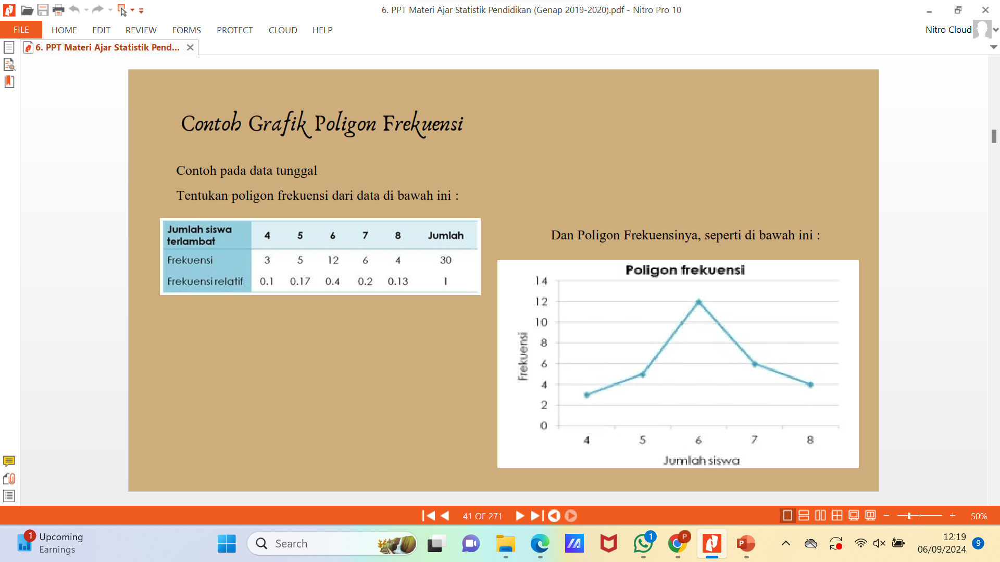 6. PPT Materi Ajar Statistik Pendidikan (Genap 2019-2020).pdf - Nitro Pro 10
FILE HOME EDIT REVIEW FORMS PROTECT CLOUD HELP
Nitro Cloud
6. PPT Materi Ajar Statistik Pend...
Contoh Grafik Poligon Frekuensi
Contoh pada data tunggal
Tentukan poligon frekuensi dari data di bawah ini :
Jumlah siswa terlambat 4 5 6 7 8 Jumlah
Frekuensi 3 5 12 6 4 30
Frekuensi relatif 0.1 0.17 0.4 0.2 0.13 1
Dan Poligon Frekuensinya, seperti di bawah ini :
Poligon frekuensi
Frekuensi
14
12
10
8
6
4
2
0
4 5 6 7 8
Jumlah siswa
41 OF 271
50%
1
Upcoming
Earnings
Search
1
P
P
12:19
06/09/2024
9